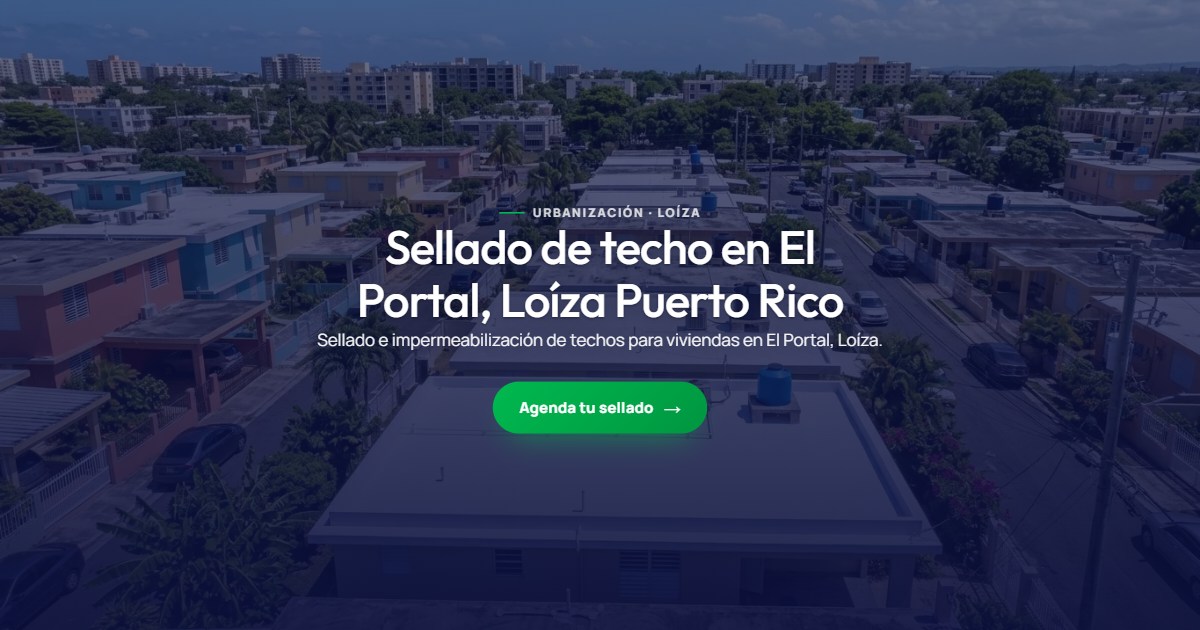 URBANIZACIÓN · LOÍZA
Sellado de techo en El
Portal, Loíza Puerto Rico
Sellado e impermeabilización de techos para viviendas en El Portal, Loíza.
Agenda tu sellado →